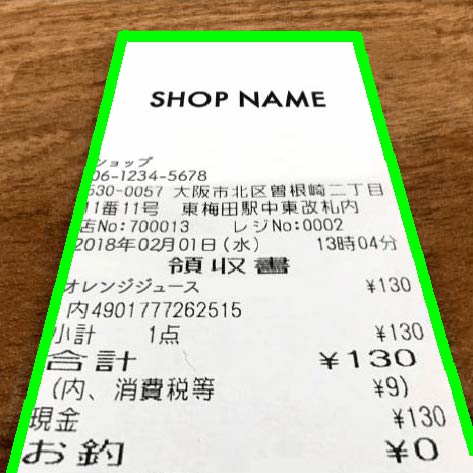 SHOP NAME
ショップ
06-1234-5678
530-0057 大阪市北区曽根崎二丁目
11番11号 東梅田駅中東改札内
店No:700013 レジNo:0002
2018年02月01日(水) 13時04分
領収書
オレンジジュース ¥130
内4901777262515
小計 1点 ¥130
合計 ¥130
(内、消費税等 ¥9)
現金 ¥130
お釣 ¥0